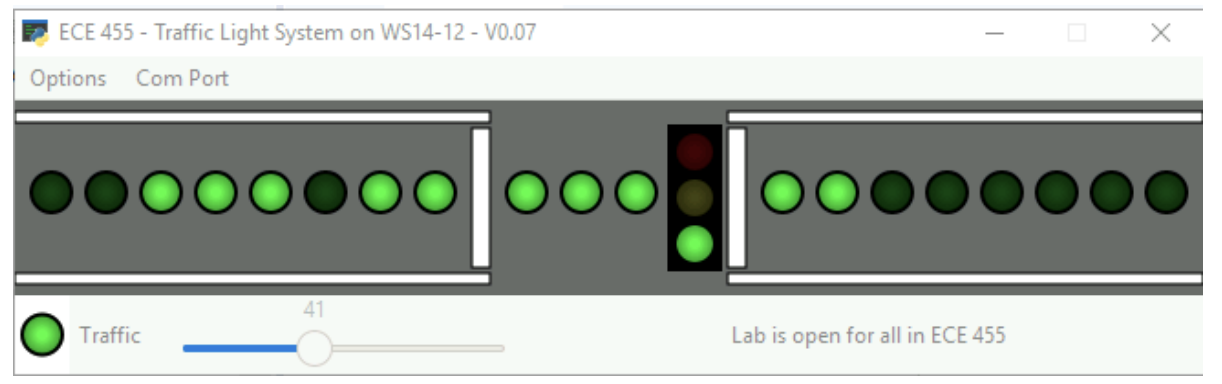 ECE 455 - Traffic Light System on WS14-12 - V0.07
Options Com Port
41
Traffic
Lab is open for all in ECE 455